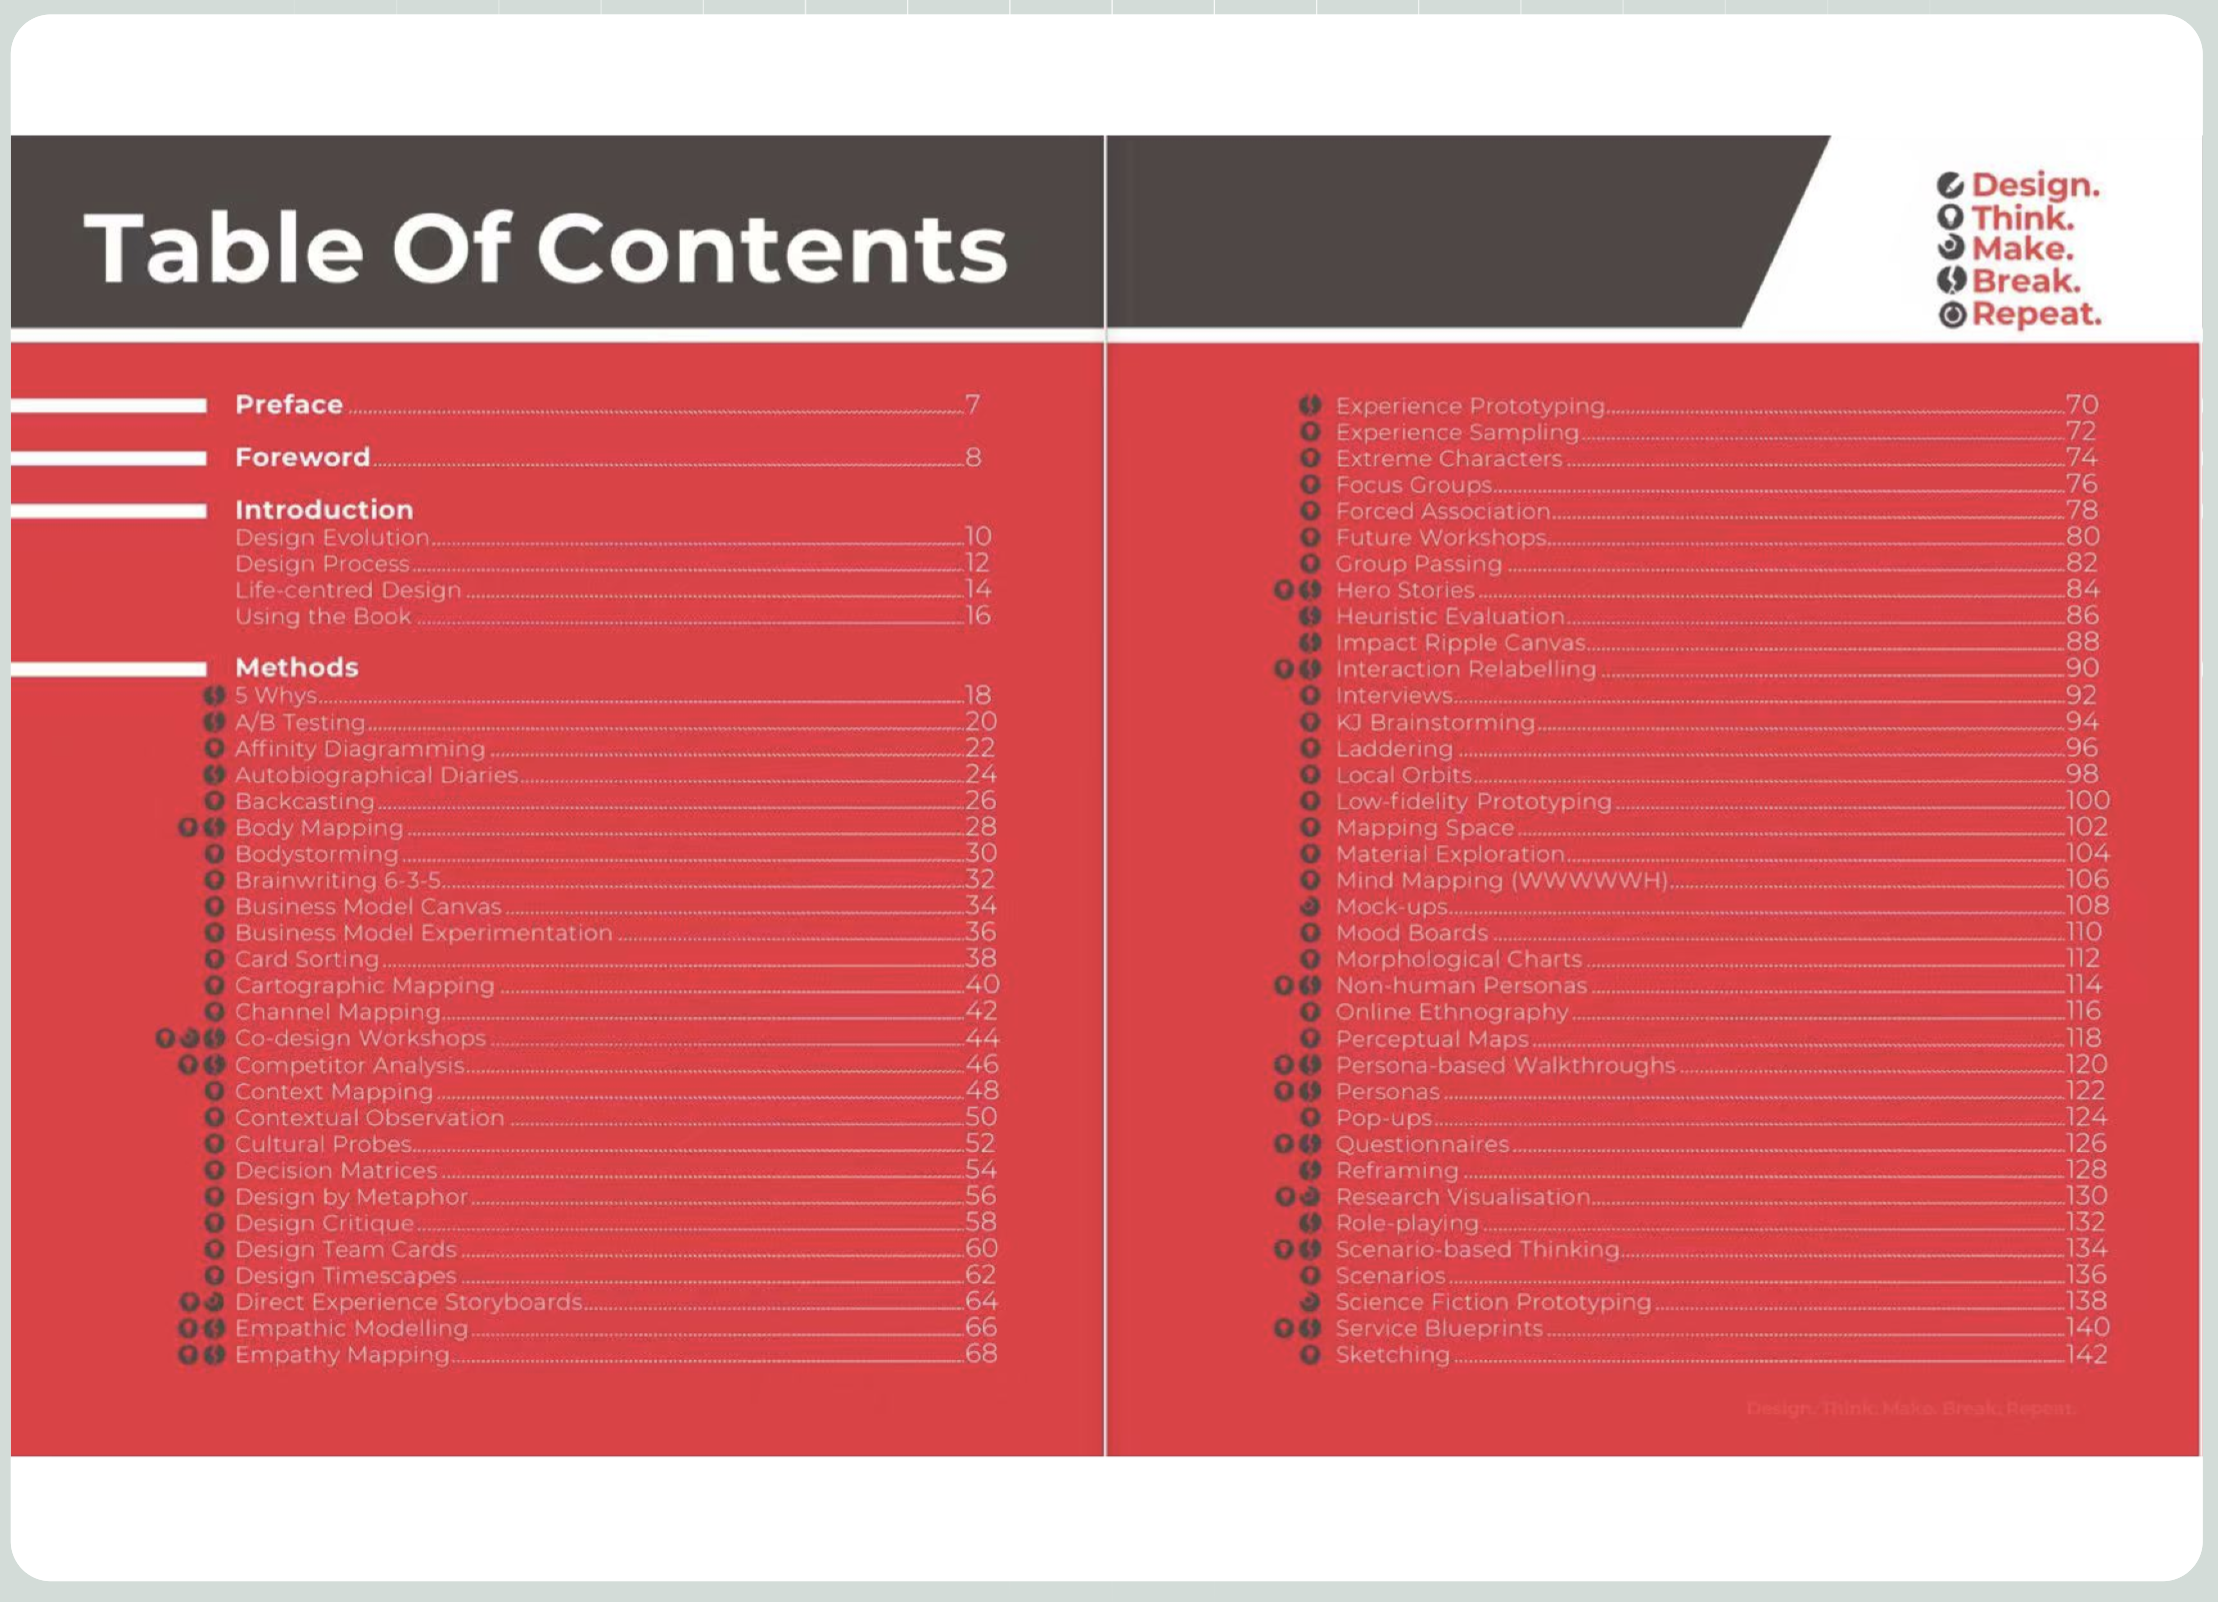 Table Of Contents
Design.
Think.
Make.
Break.
Repeat.
Preface 7
Foreword 8
Introduction
Design Evolution 10
Design Process 12
Life-centred Design 14
Using the Book 16
Methods
5 Whys 18
A/B Testing 20
Affinity Diagramming 22
Autobiographical Diaries 24
Backcasting 26
Body Mapping 28
Bodystorming 30
Brainwriting 6-3-5 32
Business Model Canvas 34
Business Model Experimentation 36
Card Sorting 38
Cartographic Mapping 40
Channel Mapping 42
Co-design Workshops 44
Competitor Analysis 46
Context Mapping 48
Contextual Observation 50
Cultural Probes 52
Decision Matrices 54
Design by Metaphor 56
Design Critique 58
Design Team Cards 60
Design Timescapes 62
Direct Experience Storyboards 64
Empathic Modelling 66
Empathy Mapping 68
Experience Prototyping 70
Experience Sampling 72
Extreme Characters 74
Focus Groups 76
Forced Association 78
Future Workshops 80
Group Passing 82
Hero Stories 84
Heuristic Evaluation 86
Impact Ripple Canvas 88
Interaction Relabelling 90
Interviews 92
KJ Brainstorming 94
Laddering 96
Local Orbits 98
Low-fidelity Prototyping 100
Mapping Space 102
Material Exploration 104
Mind Mapping (WWWWWH) 106
Mock-ups 108
Mood Boards 110
Morphological Charts 112
Non-human Personas 114
Online Ethnography 116
Perceptual Maps 118
Persona-based Walkthroughs 120
Personas 122
Pop-ups 124
Questionnaires 126
Reframing 128
Research Visualisation 130
Role-playing 132
Scenario-based Thinking 134
Scenarios 136
Science Fiction Prototyping 138
Service Blueprints 140
Sketching 142
Design. Think. Make. Break. Repeat.